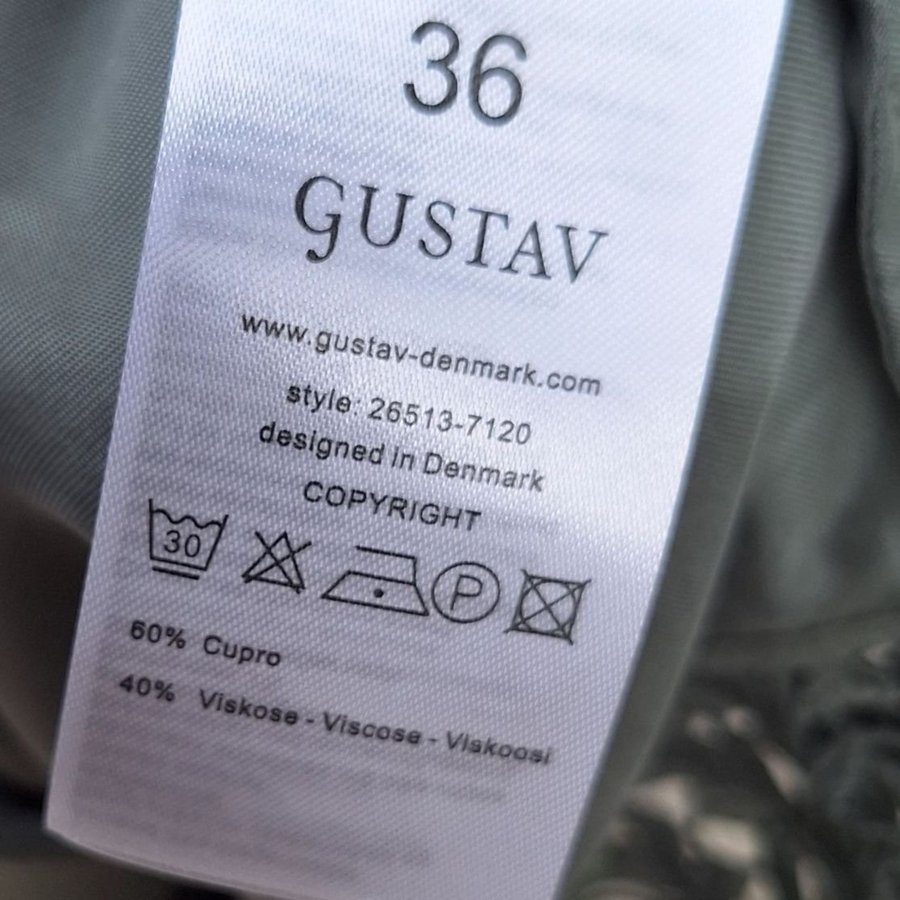 36
GUSTAV
www.gustav-denmark.com
style: 26513-7120
designed in Denmark
COPYRIGHT
30 P
60% Cupro
40% Viskose - Viscose - Viskoosi